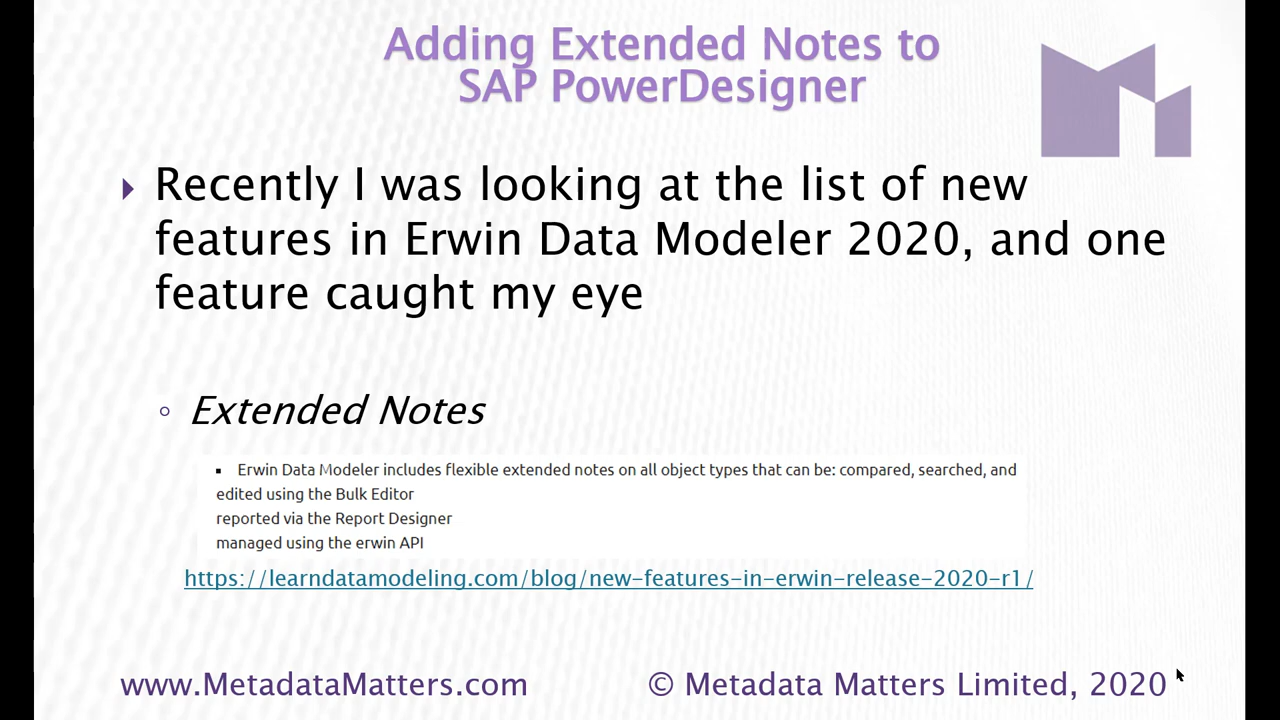 Adding Extended Notes to
SAP PowerDesigner
Recently I was looking at the list of new
features in Erwin Data Modeler 2020, and one
feature caught my eye
Extended Notes
Erwin Data Modeler includes flexible extended notes on all object types that can be: compared, searched, and
edited using the Bulk Editor
reported via the Report Designer
managed using the erwin API
https://learndatamodeling.com/blog/new-features-in-erwin-release-2020-r1/
www.MetadataMatters.com
© Metadata Matters Limited, 2020